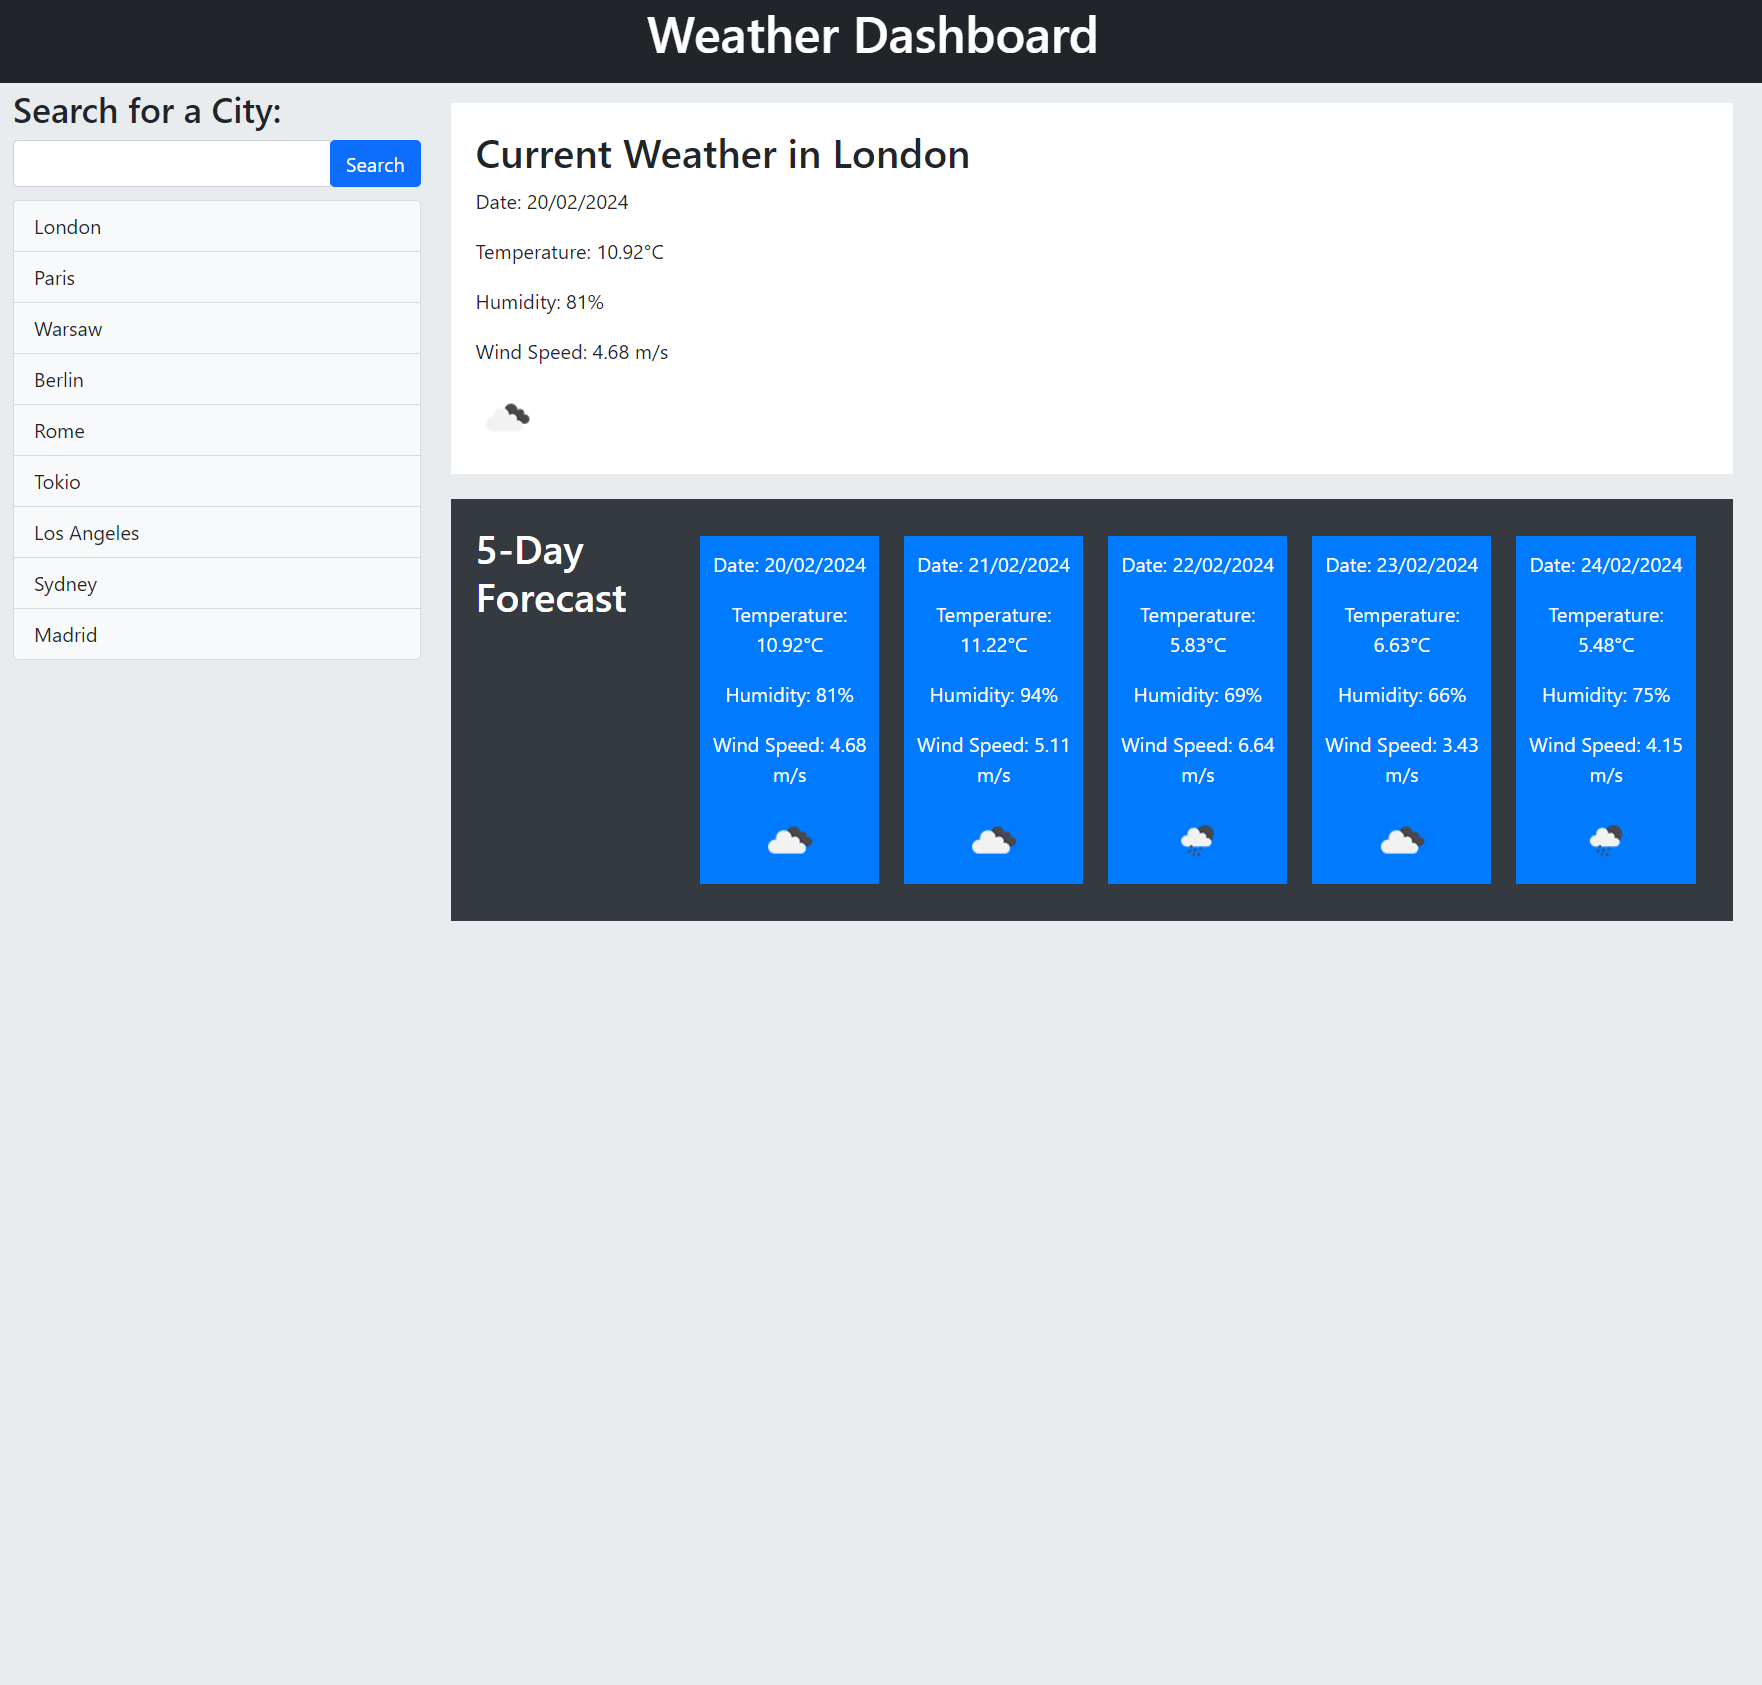 Weather Dashboard
Search for a City:
Search
London
Paris
Warsaw
Berlin
Rome
Tokio
Los Angeles
Sydney
Madrid
Current Weather in London
Date: 20/02/2024
Temperature: 10.92°C
Humidity: 81%
Wind Speed: 4.68 m/s
5-Day
Forecast
Date: 20/02/2024
Temperature:
10.92°C
Humidity: 81%
Wind Speed: 4.68
m/s
Date: 21/02/2024
Temperature:
11.22°C
Humidity: 94%
Wind Speed: 5.11
m/s
Date: 22/02/2024
Temperature:
5.83°C
Humidity: 69%
Wind Speed: 6.64
m/s
Date: 23/02/2024
Temperature:
6.63°C
Humidity: 66%
Wind Speed: 3.43
m/s
Date: 24/02/2024
Temperature:
5.48°C
Humidity: 75%
Wind Speed: 4.15
m/s